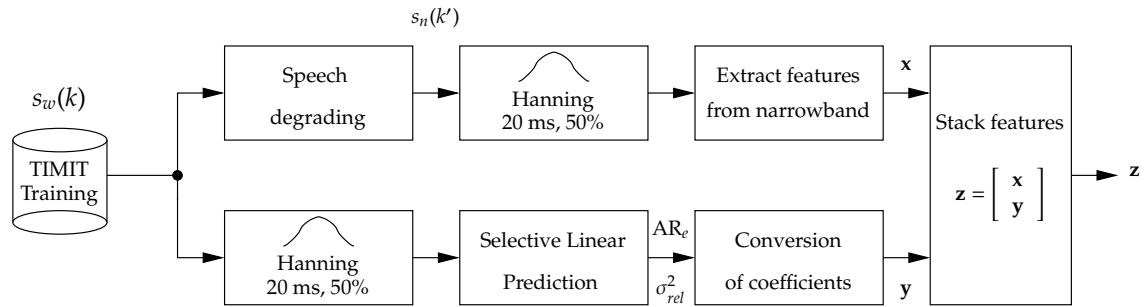 s_w(k)
TIMIT
Training
Speech
degrading
s_n(k′)
Hanning
20 ms, 50%
Extract features
from narrowband
x
Hanning
20 ms, 50%
Selective Linear
Prediction
AR_e
σ²_rel
Conversion
of coefficients
y
Stack features
z = [ x
y ]
z